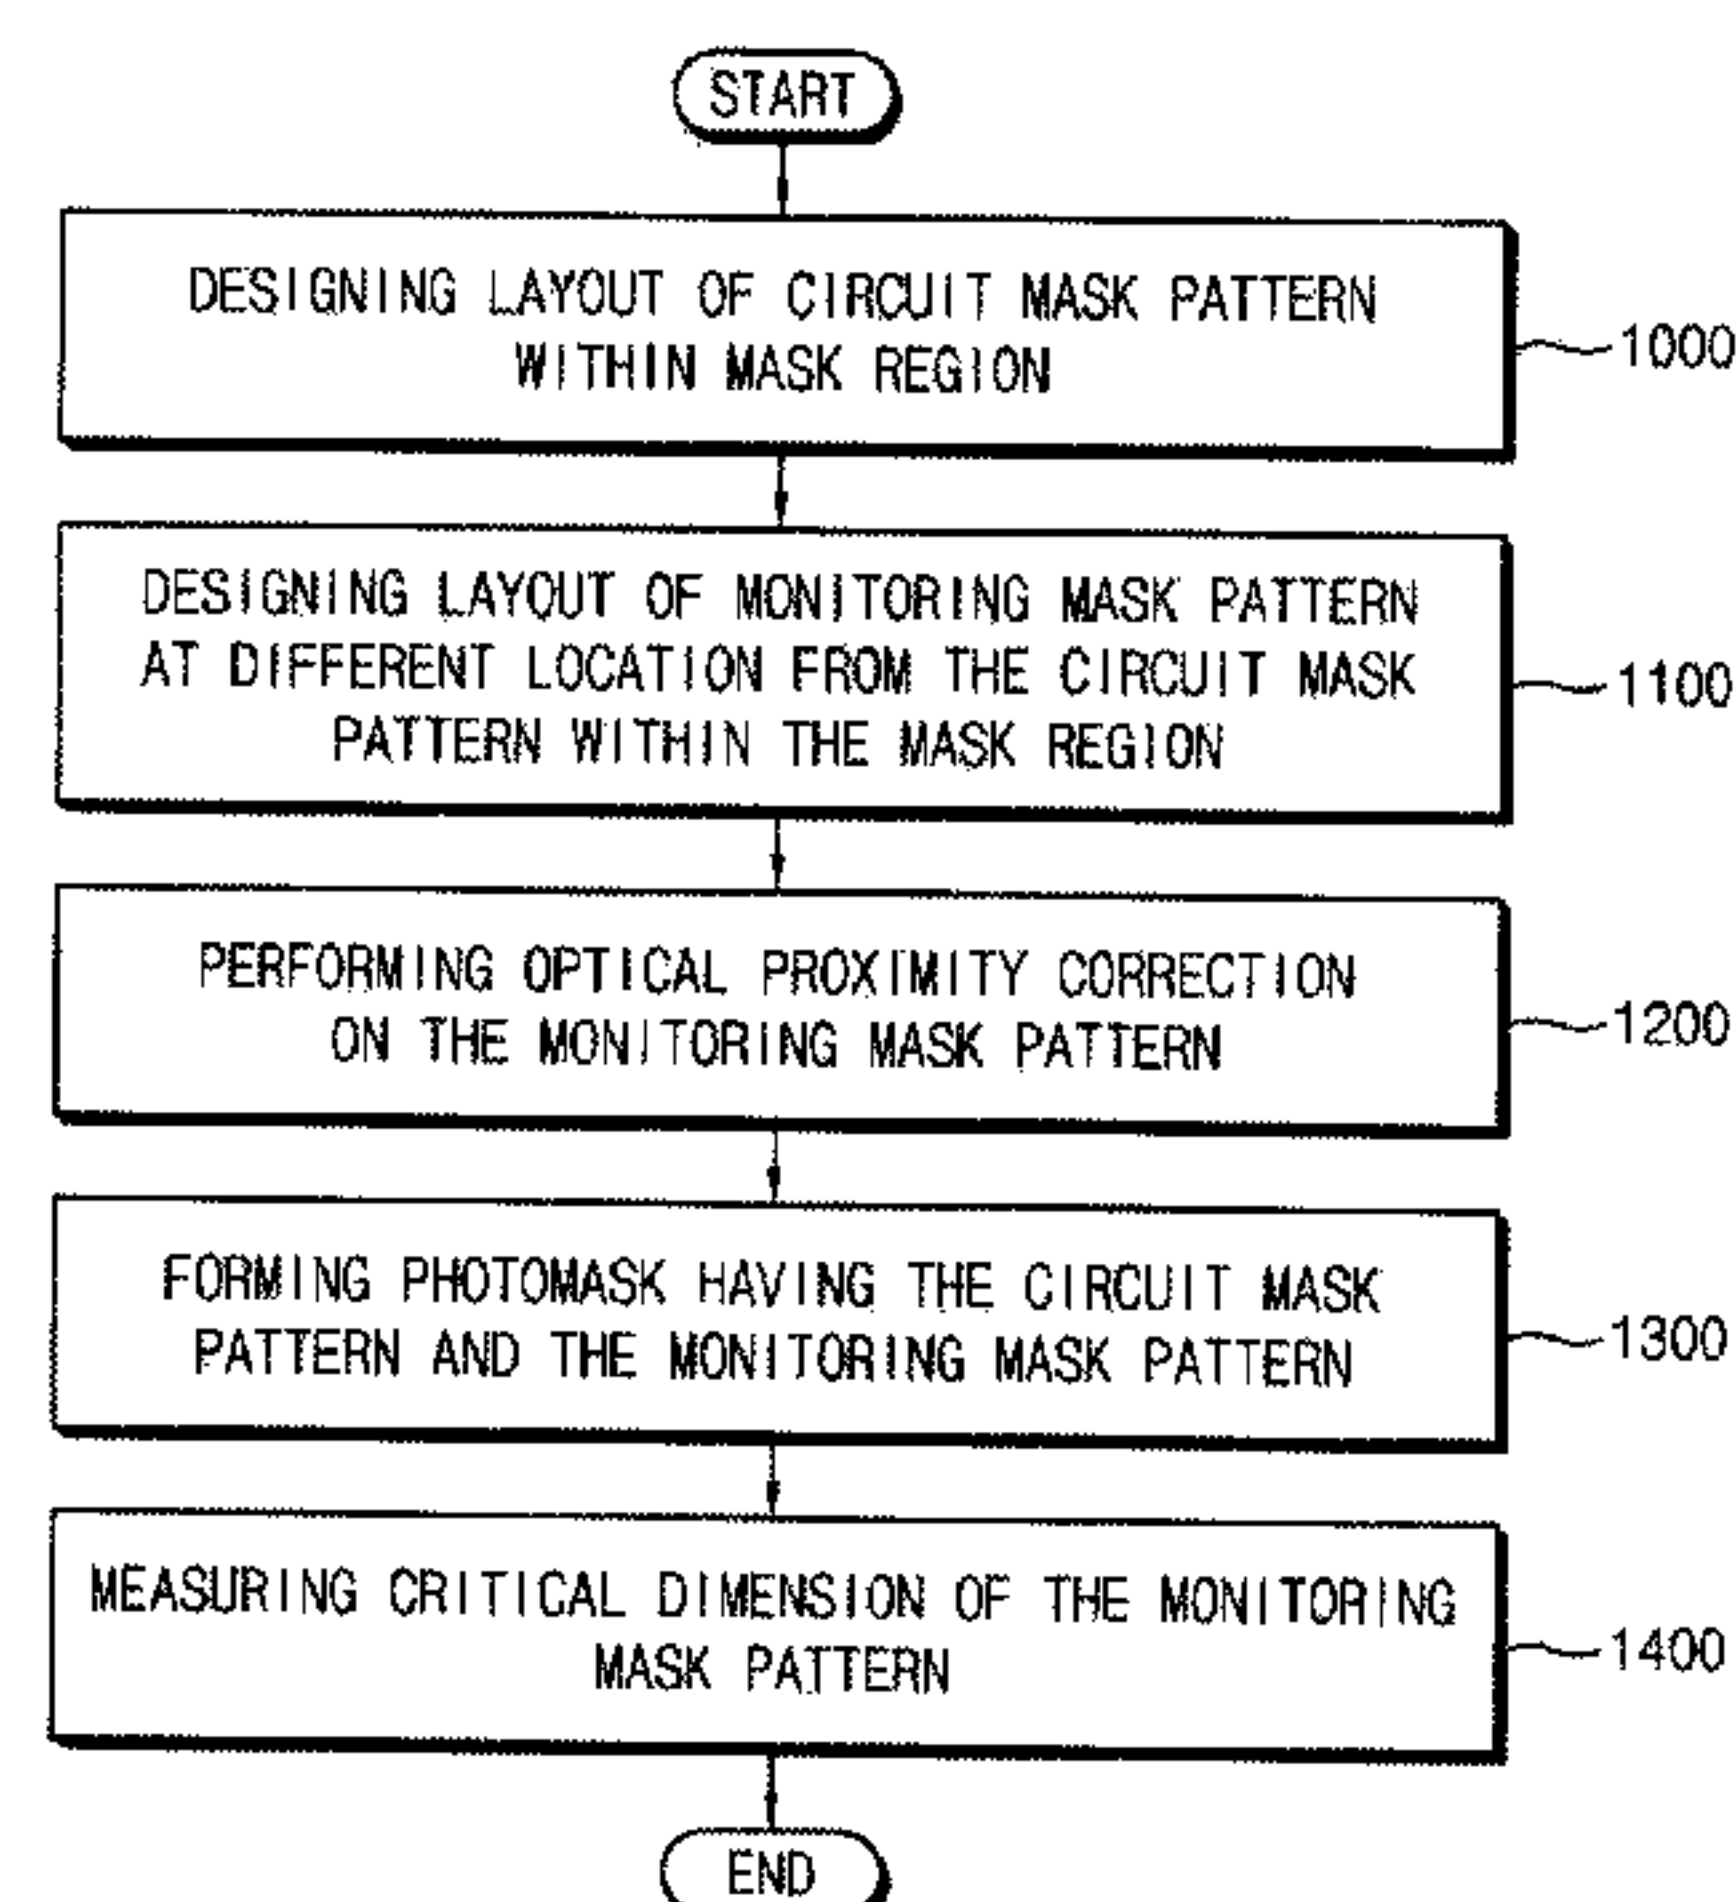 START
DESIGNING LAYOUT OF CIRCUIT MASK PATTERN
WITHIN MASK REGION
1000
DESIGNING LAYOUT OF MONITORING MASK PATTERN
AT DIFFERENT LOCATION FROM THE CIRCUIT MASK
PATTERN WITHIN THE MASK REGION
1100
PERFORMING OPTICAL PROXIMITY CORRECTION
ON THE MONITORING MASK PATTERN
1200
FORMING PHOTOMASK HAVING THE CIRCUIT MASK
PATTERN AND THE MONITORING MASK PATTERN
1300
MEASURING CRITICAL DIMENSION OF THE MONITORING
MASK PATTERN
1400
END